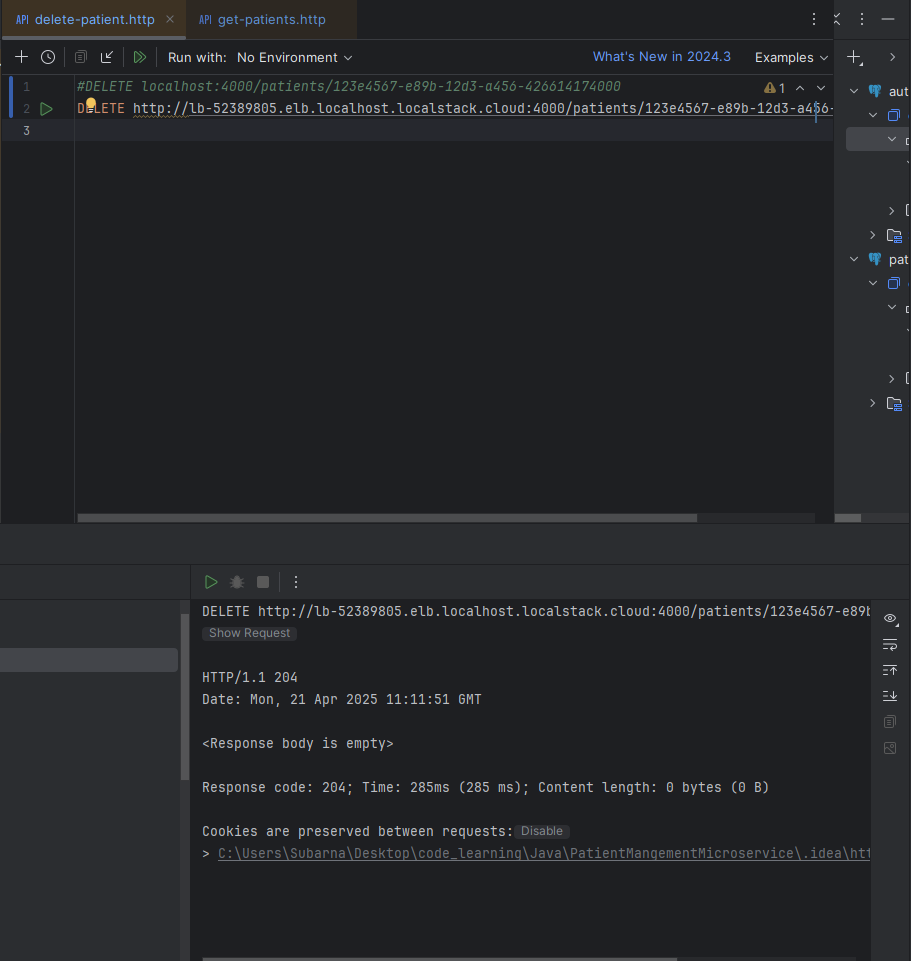 API delete-patient.http
API get-patients.http
Run with: No Environment
What's New in 2024.3
Examples
1 #DELETE localhost:4000/patients/123e4567-e89b-12d3-a456-426614174000
1
2 DELETE http://lb-52389805.elb.localhost.localstack.cloud:4000/patients/123e4567-e89b-12d3-a456-
3
aut
pat
DELETE http://lb-52389805.elb.localhost.localstack.cloud:4000/patients/123e4567-e89b
Show Request
HTTP/1.1 204
Date: Mon, 21 Apr 2025 11:11:51 GMT
<Response body is empty>
Response code: 204; Time: 285ms (285 ms); Content length: 0 bytes (0 B)
Cookies are preserved between requests: Disable
> C:\Users\Subarna\Desktop\code_learning\Java\PatientMangementMicroservice\.idea\htt